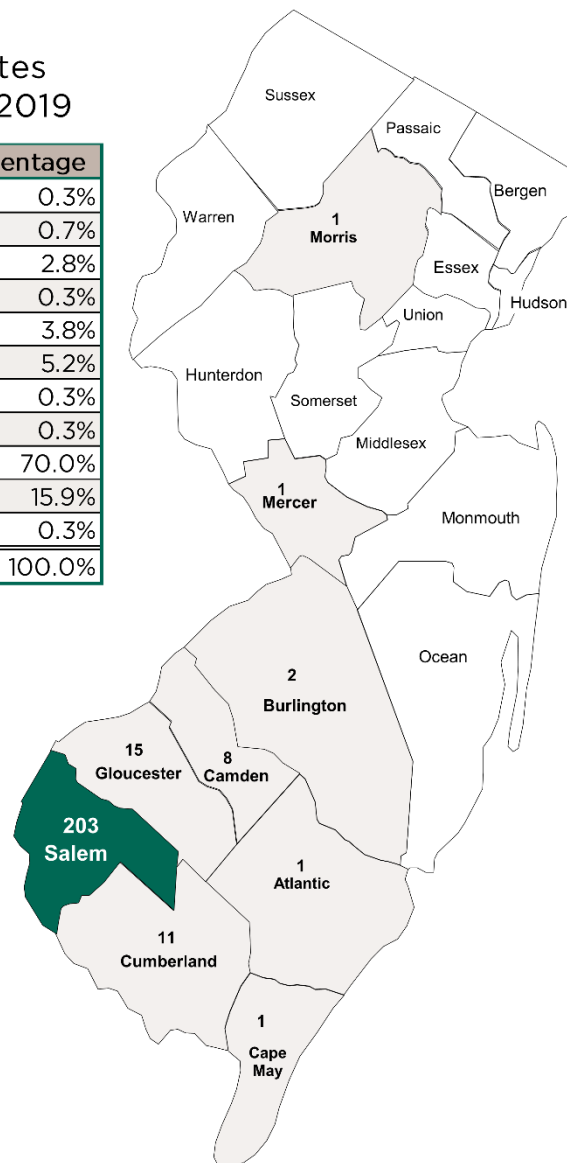 2019
0.3%
0.7%
2.8%
0.3%
3.8%
5.2%
0.3%
0.3%
70.0%
15.9%
0.3%
100.0%
Sussex
Passaic
Bergen
Warren
1
Morris
Essex
Hudson
Union
Hunterdon
Somerset
Middlesex
1
Mercer
Monmouth
Ocean
2
Burlington
15
Gloucester
8
Camden
203
Salem
1
Atlantic
11
Cumberland
1
Cape
May